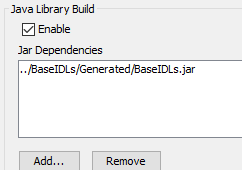 Java Library Build
Enable
Jar Dependencies
../BaseIDLs/Generated/BaseIDLs.jar
Add... Remove